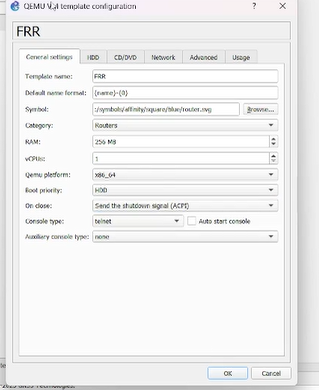 QEMU VM template configuration
?
FRR
General settings HDD CD/DVD Network Advanced Usage
Template name: FRR
Default name format: {name}-{0}
Symbol: :/symbols/affinity/square/blue/router.svg Browse...
Category: Routers
RAM: 256 MB
vCPUs: 1
Qemu platform: x86_64
Boot priority: HDD
On close: Send the shutdown signal (ACPI)
Console type: telnet Auto start console
Auxiliary console type: none
OK Cancel